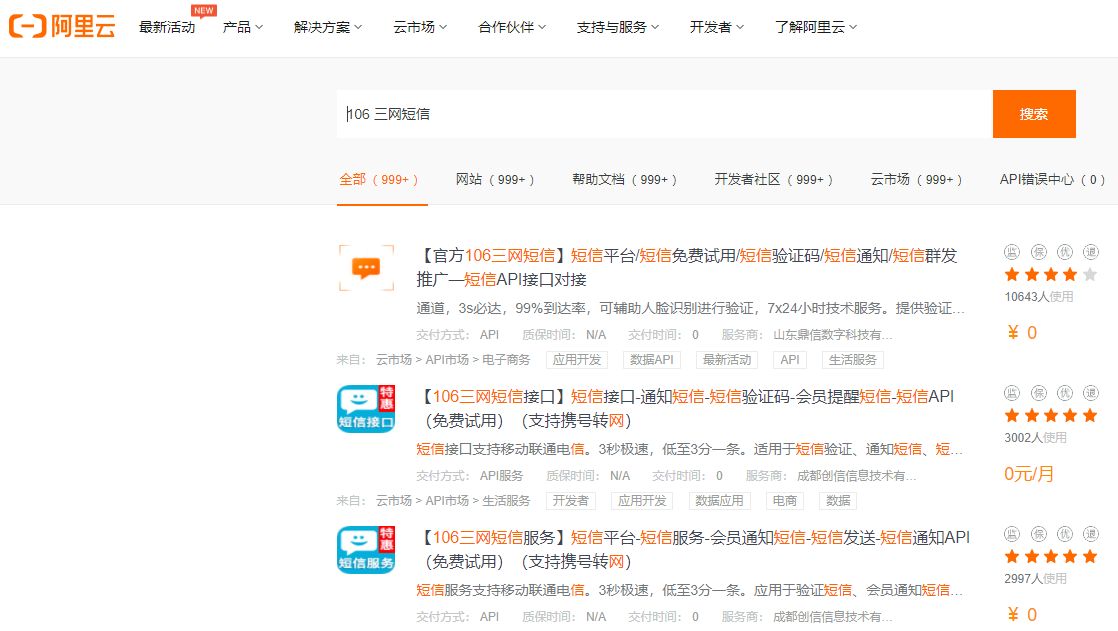 阿里云 最新活动 NEW 产品 解决方案 云市场 合作伙伴 支持与服务 开发者 了解阿里云
106 三网短信 搜索
全部（ 999+ ） 网站（ 999+ ） 帮助文档（ 999+ ） 开发者社区（ 999+ ） 云市场（ 999+ ） API错误中心（ 0 ）
【官方106三网短信】短信平台/短信免费试用/短信验证码/短信通知/短信群发
推广—短信API接口对接
通道，3s必达，99%到达率，可辅助人脸识别进行验证，7x24小时技术服务。提供验证…
交付方式： API 质保时间： N/A 交付时间： 0 服务商： 山东鼎信数字科技有…
来自： 云市场 > API市场 > 电子商务 应用开发 数据API 最新活动 API 生活服务
监 保 优 退
10643人使用
¥ 0
特惠
短信接口
【106三网短信接口】短信接口-通知短信-短信验证码-会员提醒短信-短信API
（免费试用）（支持携号转网）
短信接口支持移动联通电信。3秒极速，低至3分一条。适用于短信验证、通知短信、短…
交付方式： API服务 质保时间： N/A 交付时间： 0 服务商： 成都创信信息技术有…
来自： 云市场 > API市场 > 生活服务 开发者 应用开发 数据应用 电商 数据
监 保 优 退
3002人使用
0元/月
特惠
短信服务
【106三网短信服务】短信平台-短信服务-会员通知短信-短信发送-短信通知API
（免费试用）（支持携号转网）
短信服务支持移动联通电信。3秒极速，低至3分一条。应用于验证短信、会员通知短信…
交付方式： API 质保时间： N/A 交付时间： 0 服务商： 成都创信信息技术有…
监 保 优 退
2997人使用
¥ 0